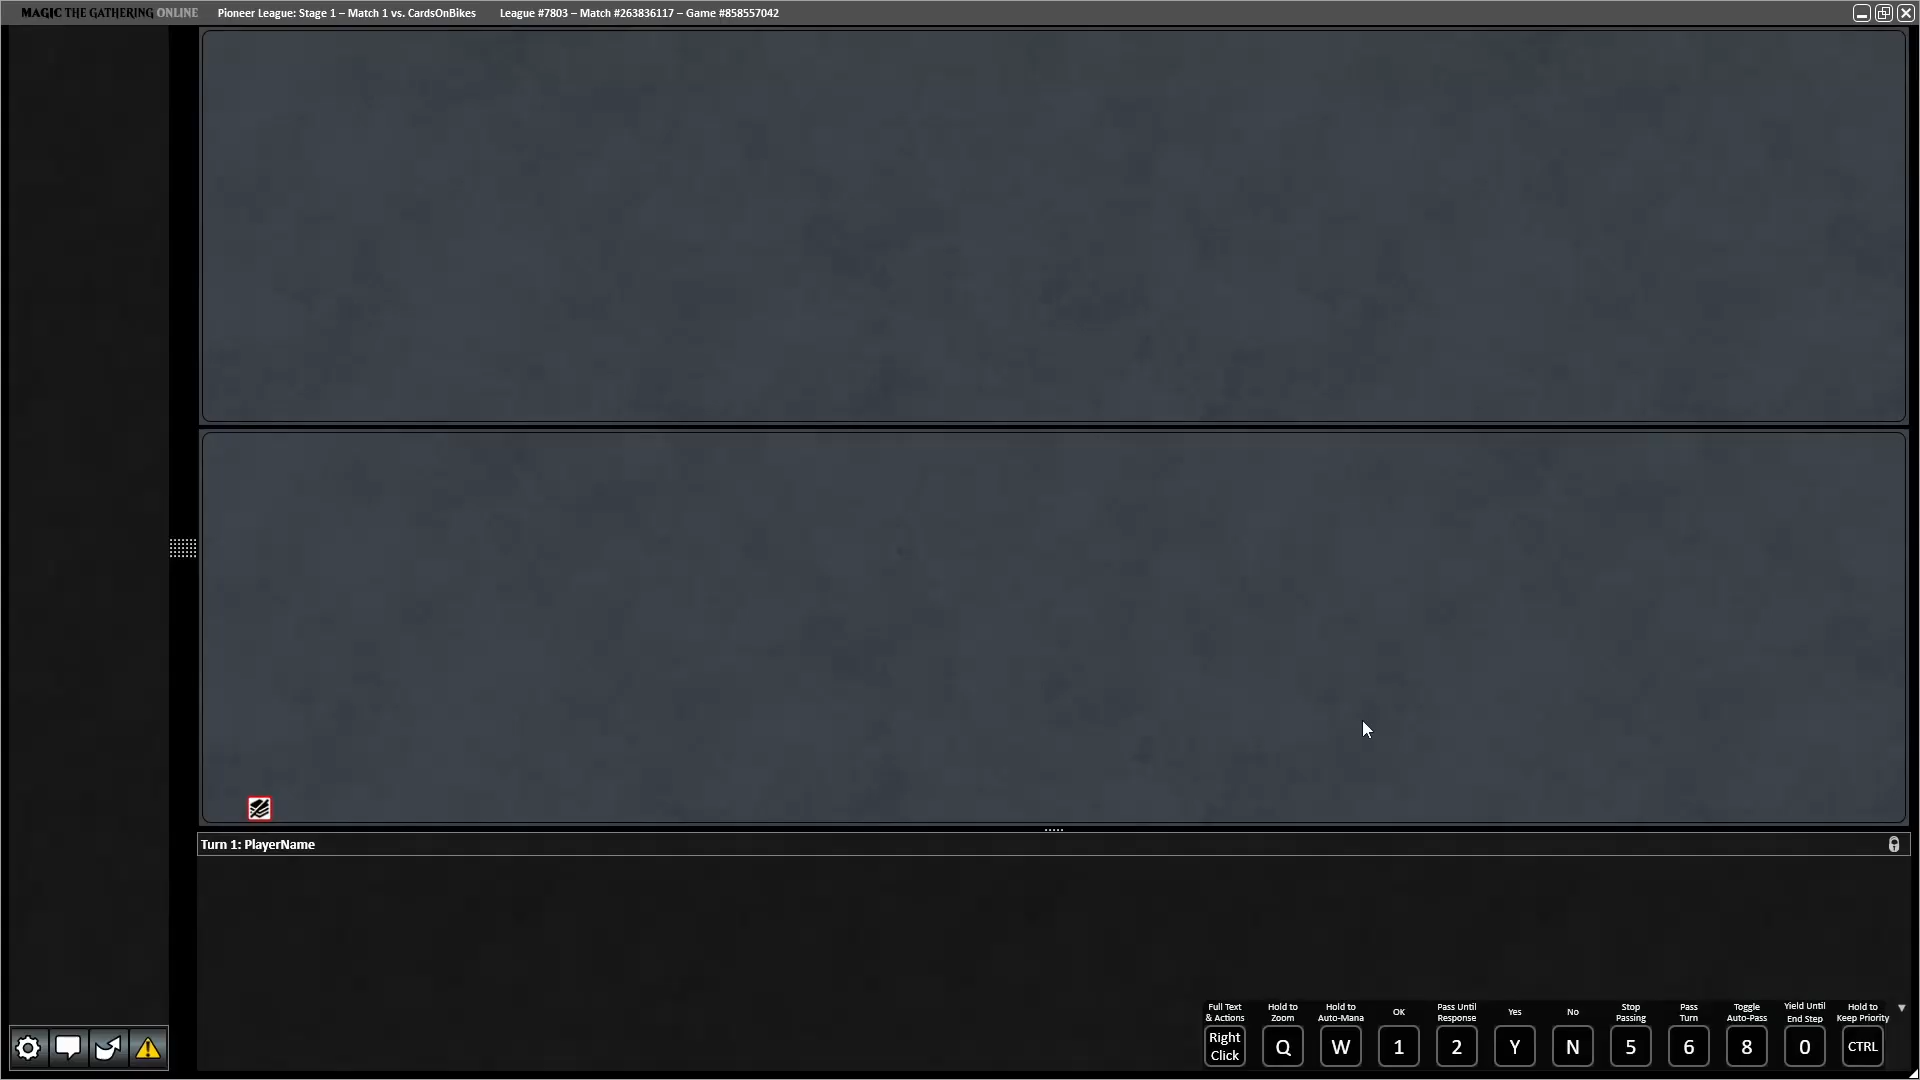 MAGIC THE GATHERING ONLINE Pioneer League: Stage 1 – Match 1 vs. CardsOnBikes League #7803 – Match #263836117 – Game #858557042
Turn 1: PlayerName
Full Text & Actions
Right Click
Hold to Zoom
Q
Hold to Auto-Mana
W
OK
1
Pass Until Response
2
Yes
Y
No
N
Stop Passing
5
Pass Turn
6
Toggle Auto-Pass
8
Yield Until End Step
0
Hold to Keep Priority
CTRL